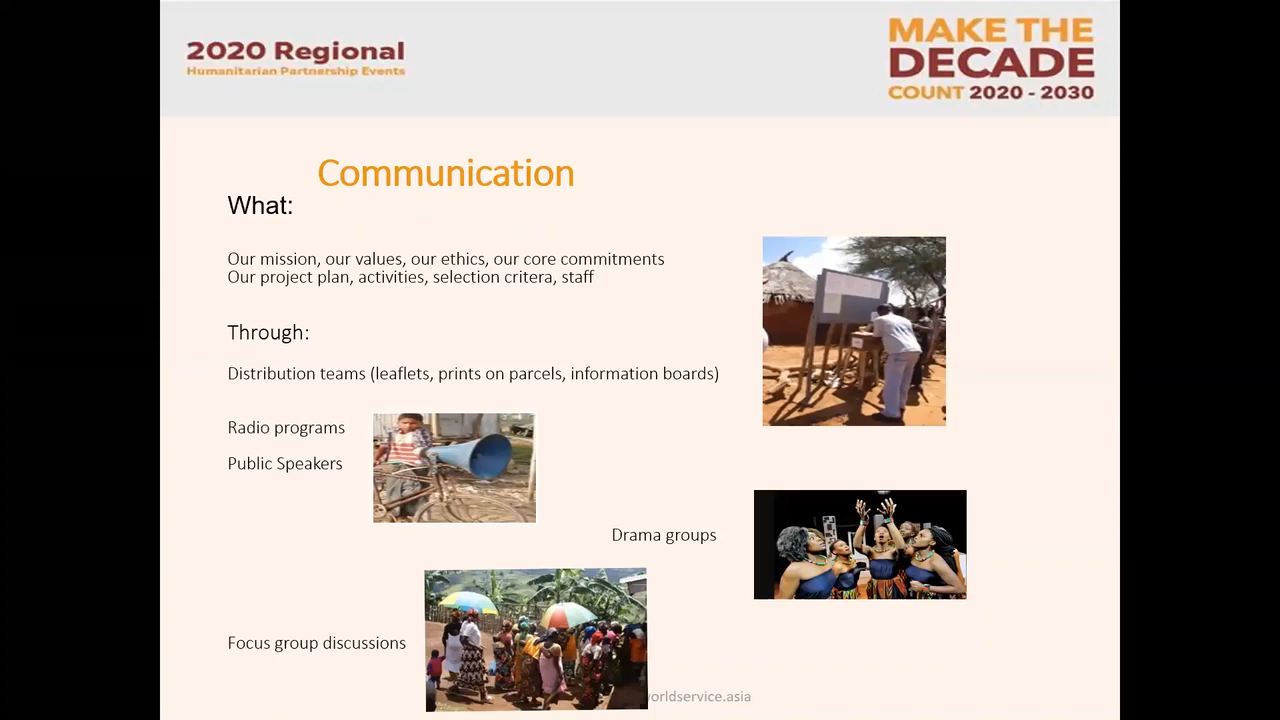 2020 Regional
Humanitarian Partnership Events
MAKE THE
DECADE
COUNT 2020 - 2030
Communication
What:
Our mission, our values, our ethics, our core commitments
Our project plan, activities, selection critera, staff
Through:
Distribution teams (leaflets, prints on parcels, information boards)
Radio programs
Public Speakers
Drama groups
Focus group discussions